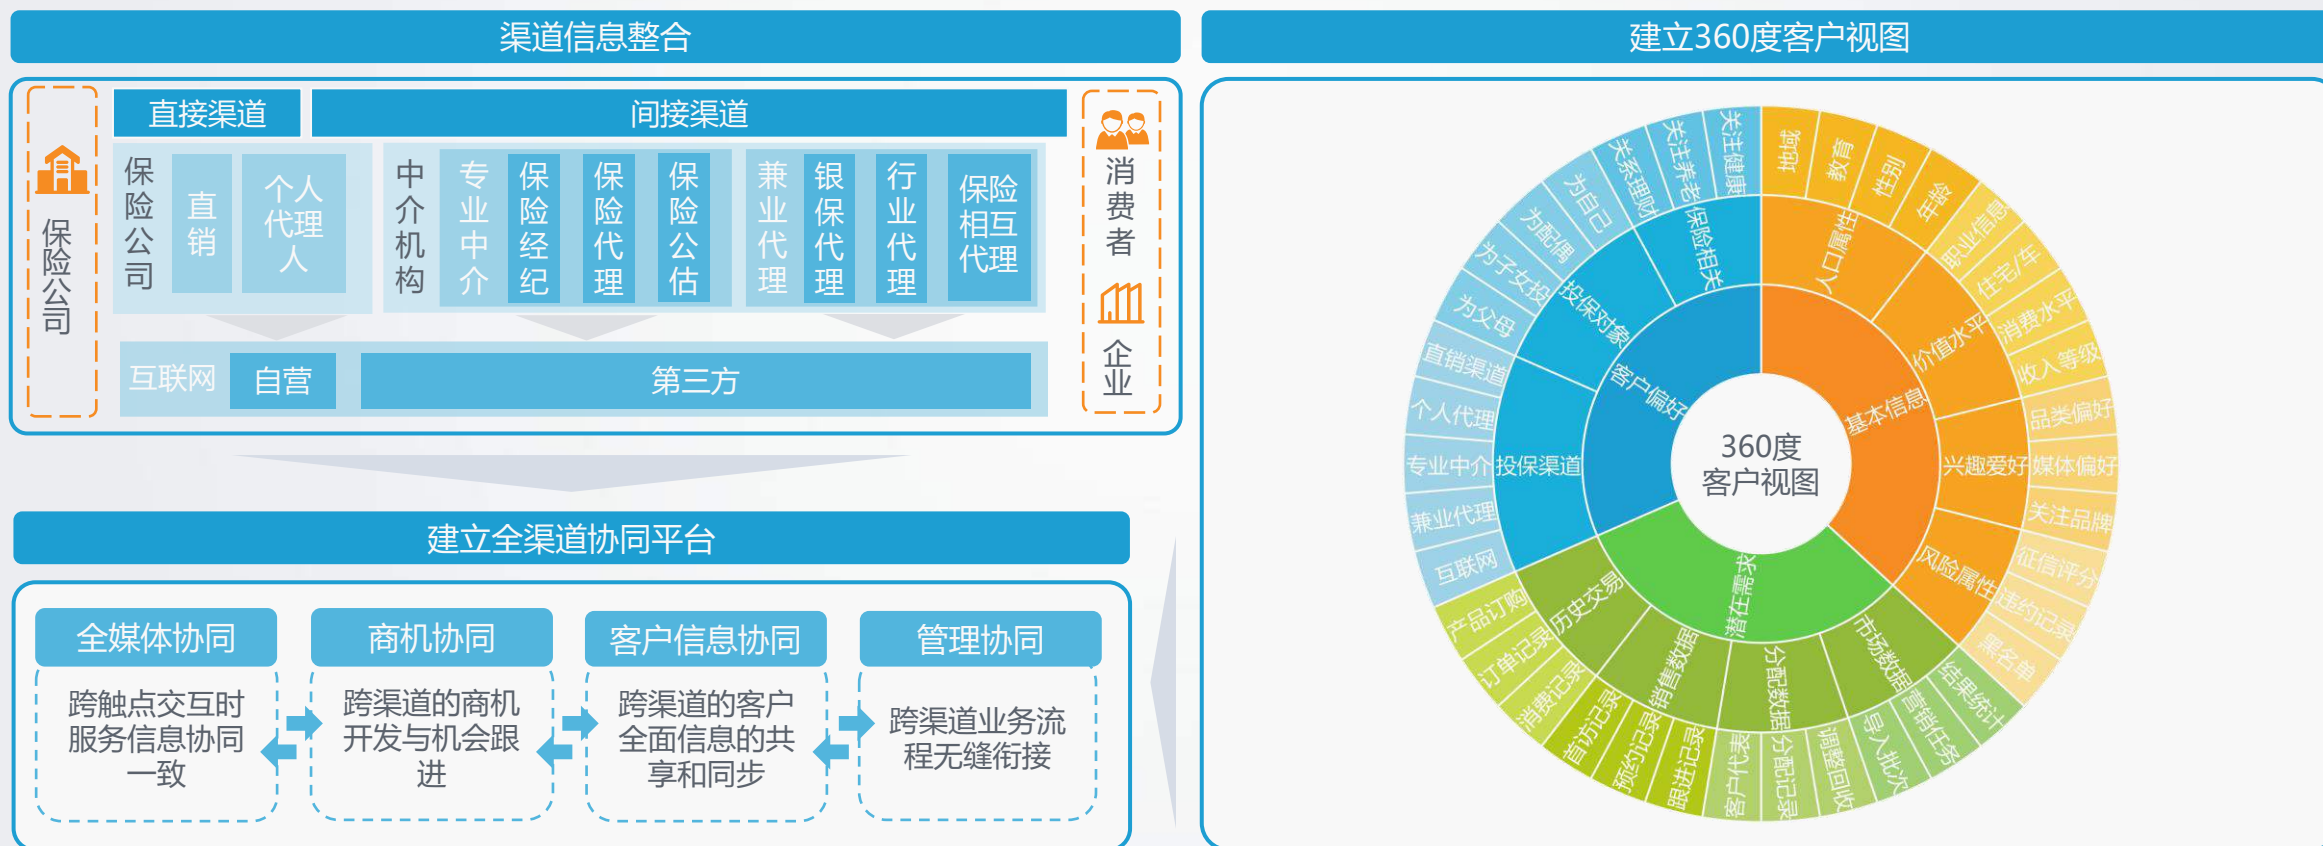 渠道信息整合
保险公司
直接渠道
间接渠道
保险公司
直销
个人
代理
人
中介机构
专业中介
保险经纪
保险代理
保险公估
兼业代理
银保代理
行业代理
保险
相互
代理
互联网
自营
第三方
消费者
企业
建立全渠道协同平台
全媒体协同
跨触点交互时
服务信息协同
一致
商机协同
跨渠道的商机
开发与机会跟
进
客户信息协同
跨渠道的客户
全面信息的共
享和同步
管理协同
跨渠道业务流
程无缝衔接
建立360度客户视图
360度
客户视图
基本信息
人口属性
地域
教育
性别
年龄
价值水平
职业信息
住宅/车
消费水平
收入等级
兴趣爱好
品类偏好
媒体偏好
关注品牌
风险属性
征信评分
违约记录
黑名单
潜在需求
市场数据
结果统计
营销任务
导入批次
分配数据
调整回收
分配记录
客户代表
销售数据
跟进记录
预约记录
首访记录
历史交易
消费记录
订单记录
产品订购
客户偏好
投保渠道
互联网
兼业代理
专业中介
个人代理
直销渠道
投保对象
为父母
为子女投
为配偶
为自己
保险相关
关系理财
关注养老
关注健康